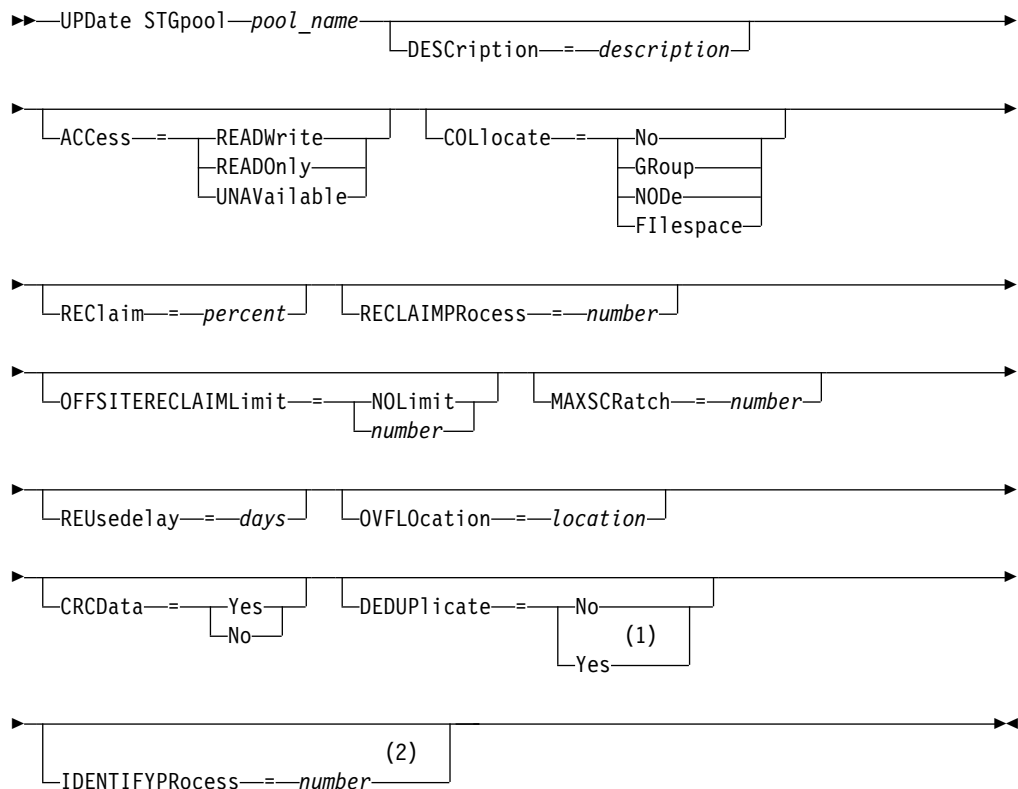 UPDate STGpool pool_name
DESCription = description
ACCess = READWrite
READOnly
UNAVailable
COLlocate = No
GRoup
NODe
FIlespace
REClaim = percent
RECLAIMPRocess = number
OFFSITERECLAIMLimit = NOLimit
number
MAXSCRatch = number
REUsedelay = days
OVFLOcation = location
CRCData = Yes
No
DEDUPlicate = No
(1)
Yes
(2)
IDENTIFYPRocess = number